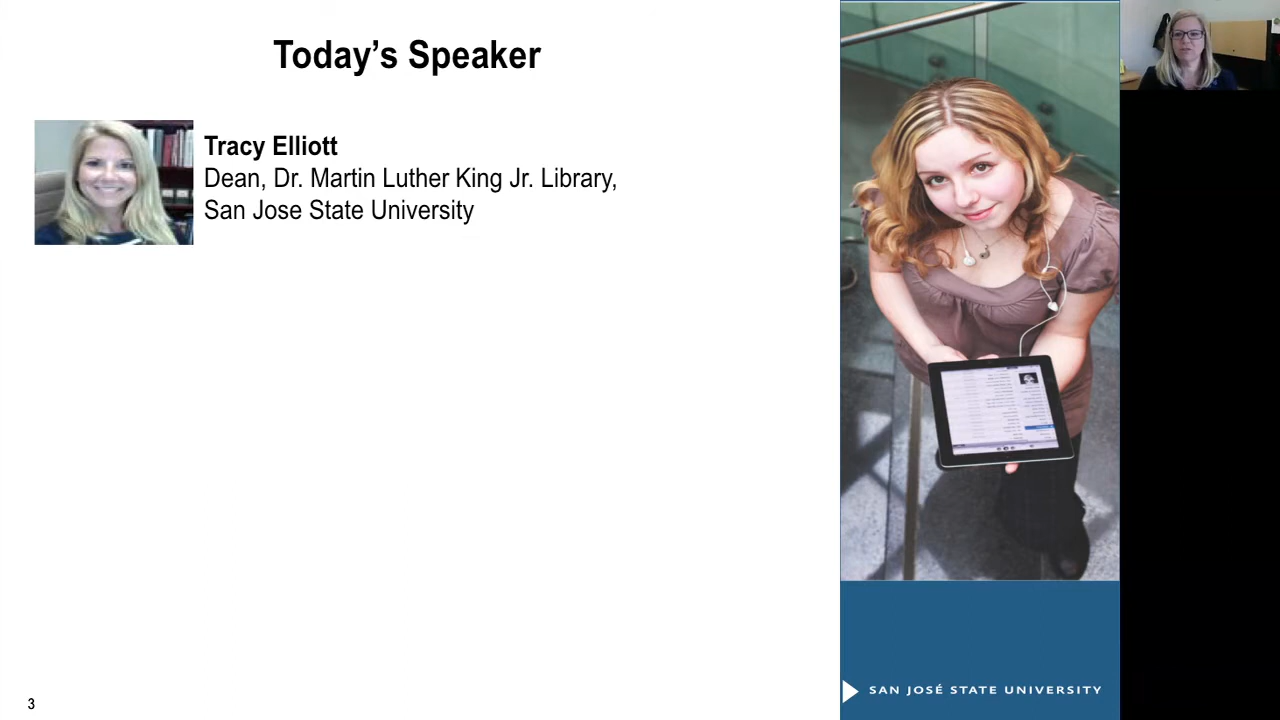 Today’s Speaker
Tracy Elliott
Dean, Dr. Martin Luther King Jr. Library,
San Jose State University
SAN JOSÉ STATE UNIVERSITY
3